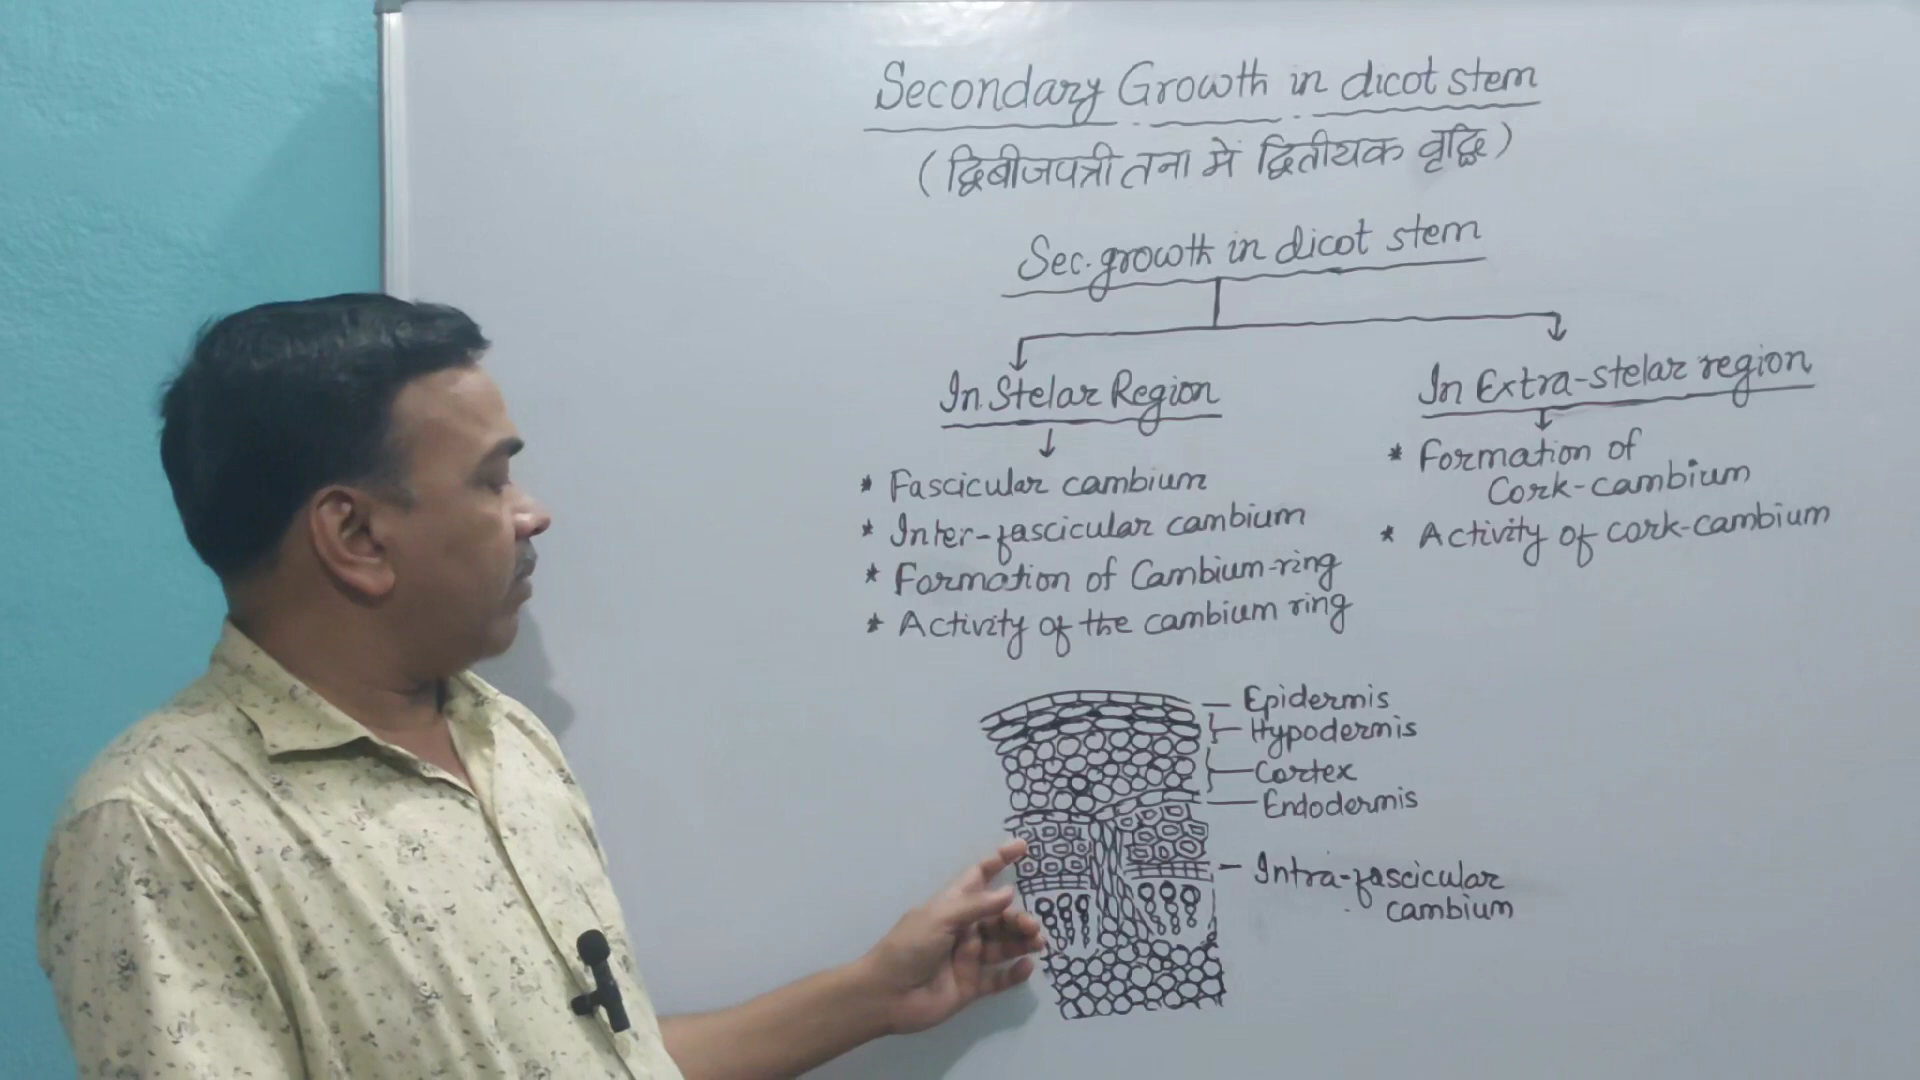 Secondary Growth in dicot stem
(द्विबीजपत्री तना में द्वितीयक वृद्धि)
Sec. growth in dicot stem
In Stelar Region
* Fascicular cambium
* Inter-fascicular cambium
* Formation of Cambium-ring
* Activity of the cambium ring
In Extra-stelar region
* Formation of
Cork-cambium
* Activity of cork-cambium
Epidermis
Hypodermis
Cortex
Endodermis
Intra-fascicular
cambium